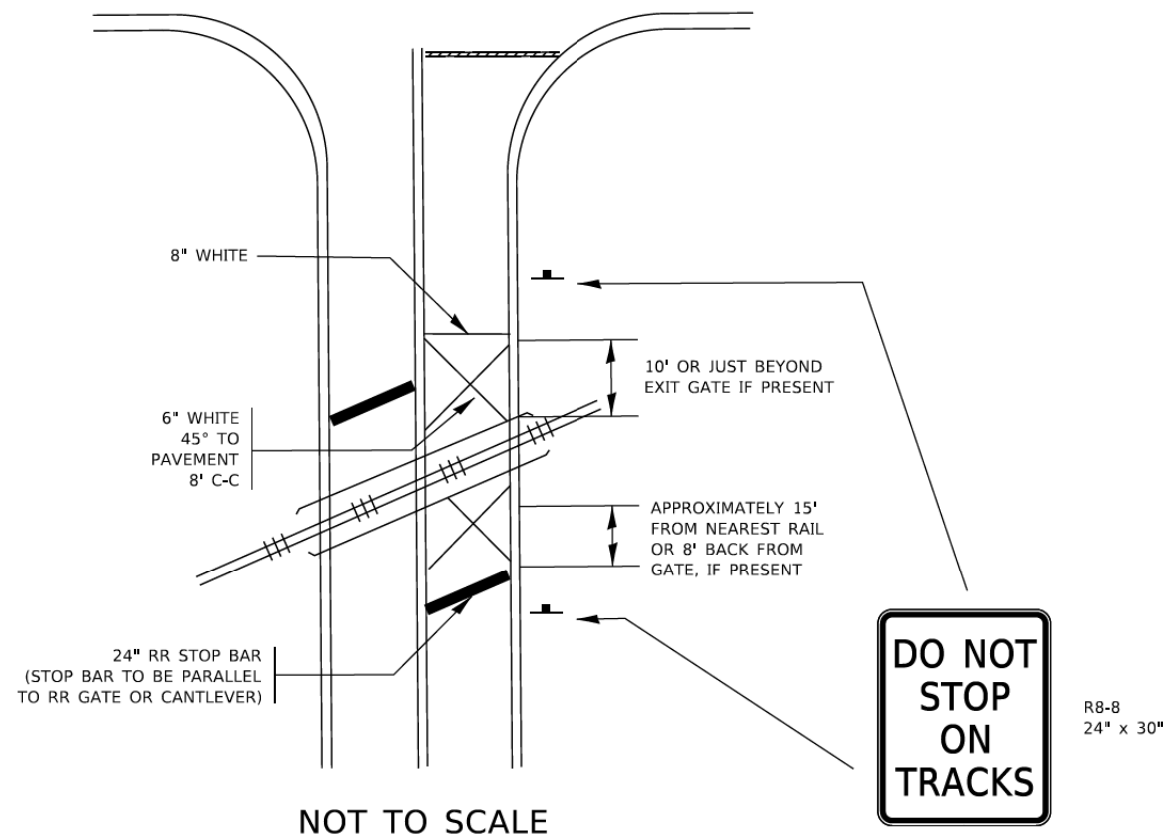 8" WHITE
10' OR JUST BEYOND
EXIT GATE IF PRESENT
6" WHITE
45° TO
PAVEMENT
8' C-C
APPROXIMATELY 15'
FROM NEAREST RAIL
OR 8' BACK FROM
GATE, IF PRESENT
24" RR STOP BAR
(STOP BAR TO BE PARALLEL
TO RR GATE OR CANTLEVER)
DO NOT
STOP
ON
TRACKS
R8-8
24" x 30"
NOT TO SCALE